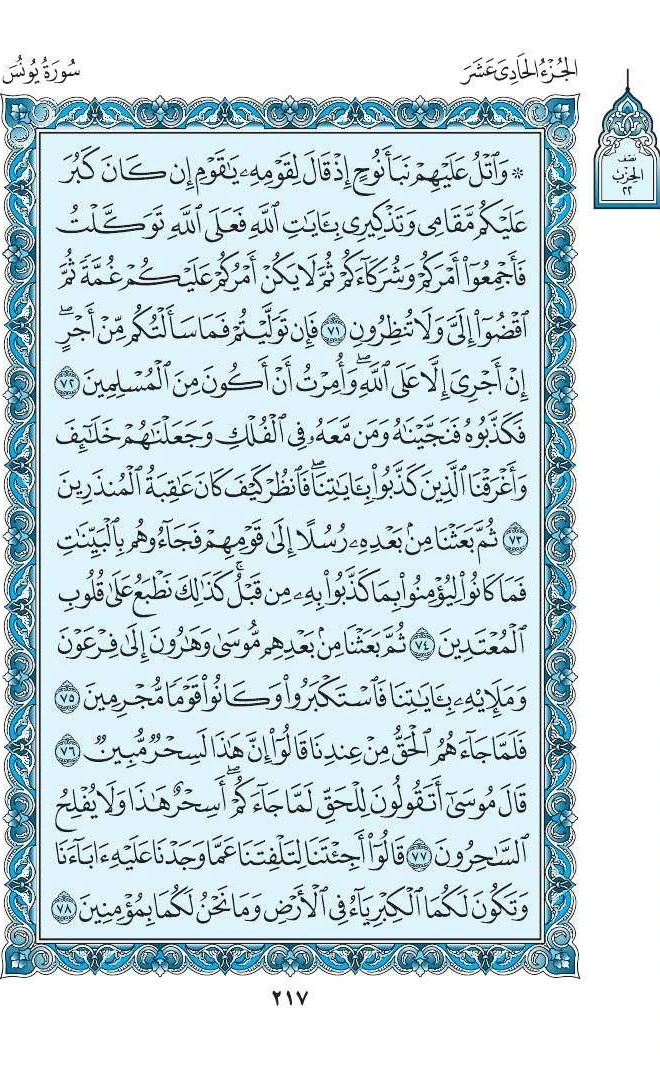 الجُزْءُ الحَادِي عَشَرَ
سُورَةُ يُونُسَ
نصف
الحِزْبِ
٢٢
۞ وَٱتْلُ عَلَيْهِمْ نَبَأَ نُوحٍ إِذْ قَالَ لِقَوْمِهِۦ يَٰقَوْمِ إِن كَانَ كَبُرَ
عَلَيْكُم مَّقَامِى وَتَذْكِيرِى بِـَٔايَٰتِ ٱللَّهِ فَعَلَى ٱللَّهِ تَوَكَّلْتُ
فَأَجْمِعُوٓا۟ أَمْرَكُمْ وَشُرَكَآءَكُمْ ثُمَّ لَا يَكُنْ أَمْرُكُمْ عَلَيْكُمْ غُمَّةً ثُمَّ
ٱقْضُوٓا۟ إِلَىَّ وَلَا تُنظِرُونِ ٧١ فَإِن تَوَلَّيْتُمْ فَمَا سَأَلْتُكُم مِّنْ أَجْرٍ ۖ
إِنْ أَجْرِىَ إِلَّا عَلَى ٱللَّهِ ۖ وَأُمِرْتُ أَنْ أَكُونَ مِنَ ٱلْمُسْلِمِينَ ٧٢
فَكَذَّبُوهُ فَنَجَّيْنَٰهُ وَمَن مَّعَهُۥ فِى ٱلْفُلْكِ وَجَعَلْنَٰهُمْ خَلَٰٓئِفَ
وَأَغْرَقْنَا ٱلَّذِينَ كَذَّبُوا۟ بِـَٔايَٰتِنَا ۖ فَٱنظُرْ كَيْفَ كَانَ عَٰقِبَةُ ٱلْمُنذَرِينَ
٧٣ ثُمَّ بَعَثْنَا مِنۢ بَعْدِهِۦ رُسُلًا إِلَىٰ قَوْمِهِمْ فَجَآءُوهُم بِٱلْبَيِّنَٰتِ
فَمَا كَانُوا۟ لِيُؤْمِنُوا۟ بِمَا كَذَّبُوا۟ بِهِۦ مِن قَبْلُ ۚ كَذَٰلِكَ نَطْبَعُ عَلَىٰ قُلُوبِ
ٱلْمُعْتَدِينَ ٧٤ ثُمَّ بَعَثْنَا مِنۢ بَعْدِهِم مُّوسَىٰ وَهَٰرُونَ إِلَىٰ فِرْعَوْنَ
وَمَلَإِي۟هِۦ بِـَٔايَٰتِنَا فَٱسْتَكْبَرُوا۟ وَكَانُوا۟ قَوْمًا مُّجْرِمِينَ ٧٥
فَلَمَّا جَآءَهُمُ ٱلْحَقُّ مِنْ عِندِنَا قَالُوٓا۟ إِنَّ هَٰذَا لَسِحْرٌ مُّبِينٌ ٧٦
قَالَ مُوسَىٰٓ أَتَقُولُونَ لِلْحَقِّ لَمَّا جَآءَكُمْ ۖ أَسِحْرٌ هَٰذَا وَلَا يُفْلِحُ
ٱلسَّٰحِرُونَ ٧٧ قَالُوٓا۟ أَجِئْتَنَا لِتَلْفِتَنَا عَمَّا وَجَدْنَا عَلَيْهِ ءَابَآءَنَا
وَتَكُونَ لَكُمَا ٱلْكِبْرِيَآءُ فِى ٱلْأَرْضِ وَمَا نَحْنُ لَكُمَا بِمُؤْمِنِينَ ٧٨
٢١٧